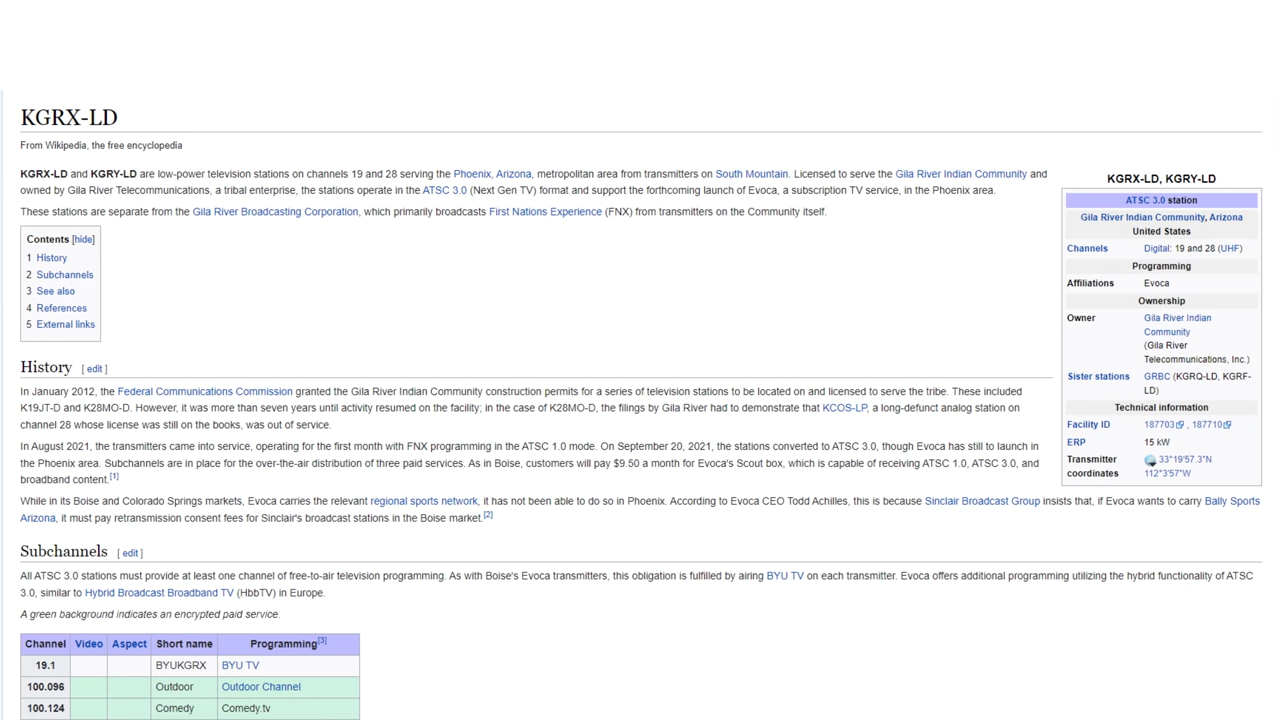 KGRX-LD
From Wikipedia, the free encyclopedia
KGRX-LD and KGRY-LD are low-power television stations on channels 19 and 28 serving the Phoenix, Arizona, metropolitan area from transmitters on South Mountain. Licensed to serve the Gila River Indian Community and
owned by Gila River Telecommunications, a tribal enterprise, the stations operate in the ATSC 3.0 (Next Gen TV) format and support the forthcoming launch of Evoca, a subscription TV service, in the Phoenix area.
These stations are separate from the Gila River Broadcasting Corporation, which primarily broadcasts First Nations Experience (FNX) from transmitters on the Community itself.
Contents [hide]
1 History
2 Subchannels
3 See also
4 References
5 External links
KGRX-LD, KGRY-LD
ATSC 3.0 station
Gila River Indian Community, Arizona
United States
Channels Digital: 19 and 28 (UHF)
Programming
Affiliations Evoca
Ownership
Owner Gila River Indian
Community
(Gila River
Telecommunications, Inc.)
Sister stations GRBC (KGRQ-LD, KGRF-
LD)
Technical information
Facility ID 187703, 187710
ERP 15 kW
Transmitter 33°19′57.3″N
coordinates 112°3′57″W
History [ edit ]
In January 2012, the Federal Communications Commission granted the Gila River Indian Community construction permits for a series of television stations to be located on and licensed to serve the tribe. These included
K19JT-D and K28MO-D. However, it was more than seven years until activity resumed on the facility; in the case of K28MO-D, the filings by Gila River had to demonstrate that KCOS-LP, a long-defunct analog station on
channel 28 whose license was still on the books, was out of service.
In August 2021, the transmitters came into service, operating for the first month with FNX programming in the ATSC 1.0 mode. On September 20, 2021, the stations converted to ATSC 3.0, though Evoca has still to launch in
the Phoenix area. Subchannels are in place for the over-the-air distribution of three paid services. As in Boise, customers will pay $9.50 a month for Evoca's Scout box, which is capable of receiving ATSC 1.0, ATSC 3.0, and
broadband content.[1]
While in its Boise and Colorado Springs markets, Evoca carries the relevant regional sports network, it has not been able to do so in Phoenix. According to Evoca CEO Todd Achilles, this is because Sinclair Broadcast Group insists that, if Evoca wants to carry Bally Sports
Arizona, it must pay retransmission consent fees for Sinclair's broadcast stations in the Boise market.[2]
Subchannels [ edit ]
All ATSC 3.0 stations must provide at least one channel of free-to-air television programming. As with Boise's Evoca transmitters, this obligation is fulfilled by airing BYU TV on each transmitter. Evoca offers additional programming utilizing the hybrid functionality of ATSC
3.0, similar to Hybrid Broadcast Broadband TV (HbbTV) in Europe.
A green background indicates an encrypted paid service.
Channel Video Aspect Short name Programming[3]
19.1 BYUKGRX BYU TV
100.096 Outdoor Outdoor Channel
100.124 Comedy Comedy.tv